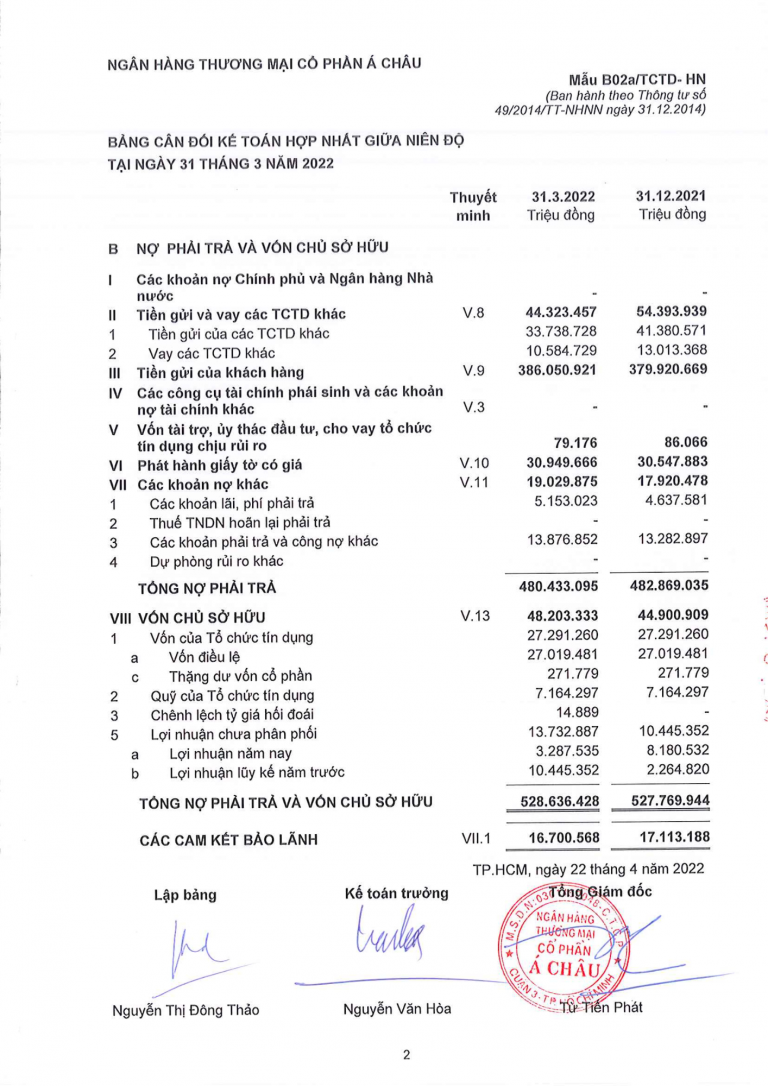 NGÂN HÀNG THƯƠNG MẠI CỔ PHẦN Á CHÂU
Mẫu B02a/TCTD- HN
(Ban hành theo Thông tư số
49/2014/TT-NHNN ngày 31.12.2014)
BẢNG CÂN ĐỐI KẾ TOÁN HỢP NHẤT GIỮA NIÊN ĐỘ
TẠI NGÀY 31 THÁNG 3 NĂM 2022
Thuyết 31.3.2022 31.12.2021
minh Triệu đồng Triệu đồng
B NỢ PHẢI TRẢ VÀ VỐN CHỦ SỞ HỮU
I Các khoản nợ Chính phủ và Ngân hàng Nhà
nước - -
II Tiền gửi và vay các TCTD khác V.8 44.323.457 54.393.939
1 Tiền gửi của các TCTD khác 33.738.728 41.380.571
2 Vay các TCTD khác 10.584.729 13.013.368
III Tiền gửi của khách hàng V.9 386.050.921 379.920.669
IV Các công cụ tài chính phái sinh và các khoản
nợ tài chính khác V.3 - -
V Vốn tài trợ, ủy thác đầu tư, cho vay tổ chức
tín dụng chịu rủi ro 79.176 86.066
VI Phát hành giấy tờ có giá V.10 30.949.666 30.547.883
VII Các khoản nợ khác V.11 19.029.875 17.920.478
1 Các khoản lãi, phí phải trả 5.153.023 4.637.581
2 Thuế TNDN hoãn lại phải trả - -
3 Các khoản phải trả và công nợ khác 13.876.852 13.282.897
4 Dự phòng rủi ro khác - -
TỔNG NỢ PHẢI TRẢ 480.433.095 482.869.035
VIII VỐN CHỦ SỞ HỮU V.13 48.203.333 44.900.909
1 Vốn của Tổ chức tín dụng 27.291.260 27.291.260
a Vốn điều lệ 27.019.481 27.019.481
c Thặng dư vốn cổ phần 271.779 271.779
2 Quỹ của Tổ chức tín dụng 7.164.297 7.164.297
3 Chênh lệch tỷ giá hối đoái 14.889 -
5 Lợi nhuận chưa phân phối 13.732.887 10.445.352
a Lợi nhuận năm nay 3.287.535 8.180.532
b Lợi nhuận lũy kế năm trước 10.445.352 2.264.820
TỔNG NỢ PHẢI TRẢ VÀ VỐN CHỦ SỞ HỮU 528.636.428 527.769.944
CÁC CAM KẾT BẢO LÃNH VII.1 16.700.568 17.113.188
TP.HCM, ngày 22 tháng 4 năm 2022
Lập bảng Kế toán trưởng Tổng Giám đốc
NGÂN HÀNG
THƯƠNG MẠI
CỔ PHẦN
Á CHÂU
QUẬN 3-TP.HỒ CHÍ MINH
Nguyễn Thị Đông Thảo Nguyễn Văn Hòa Từ Tiến Phát
2